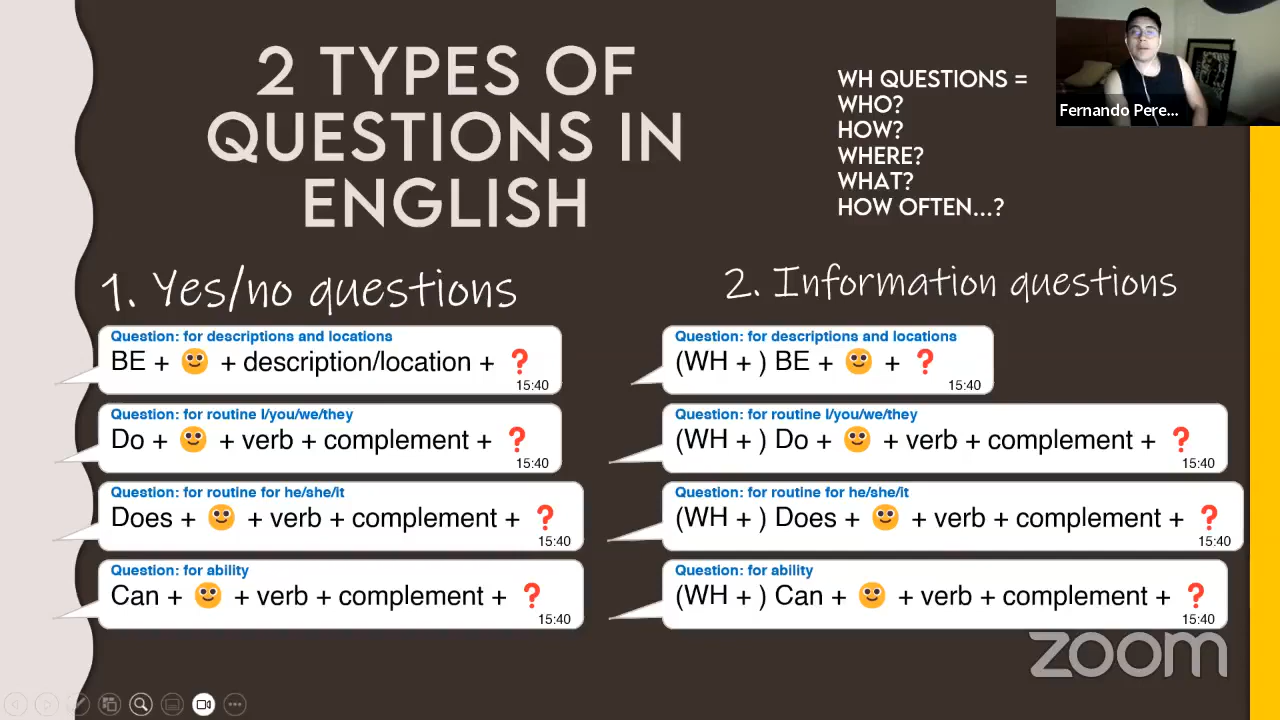 2 TYPES OF
QUESTIONS IN
ENGLISH
WH QUESTIONS =
WHO?
HOW?
WHERE?
WHAT?
HOW OFTEN...?
Fernando Pere...
1. Yes/no questions
Question: for descriptions and locations
BE + 🙂 + description/location + ❓
15:40
Question: for routine I/you/we/they
Do + 🙂 + verb + complement + ❓
15:40
Question: for routine for he/she/it
Does + 🙂 + verb + complement + ❓
15:40
Question: for ability
Can + 🙂 + verb + complement + ❓
15:40
2. Information questions
Question: for descriptions and locations
(WH + ) BE + 🙂 + ❓
15:40
Question: for routine I/you/we/they
(WH + ) Do + 🙂 + verb + complement + ❓
15:40
Question: for routine for he/she/it
(WH + ) Does + 🙂 + verb + complement + ❓
15:40
Question: for ability
(WH + ) Can + 🙂 + verb + complement + ❓
15:40
zoom